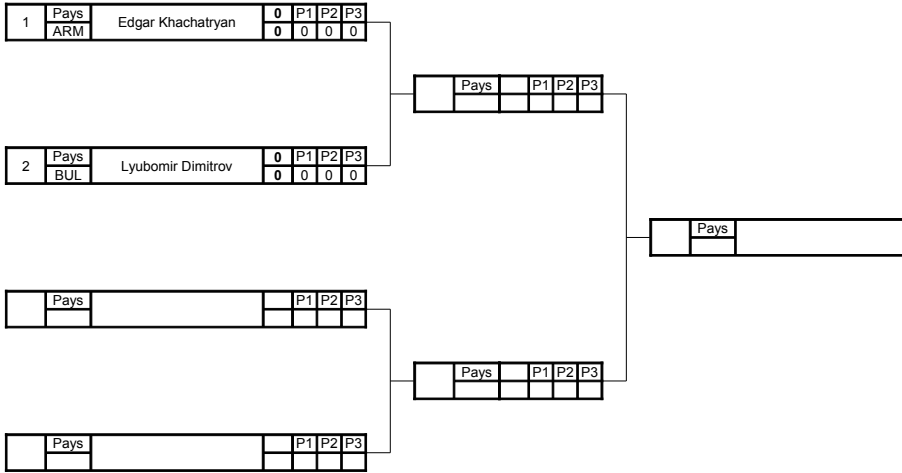 1 Pays Edgar Khachatryan 0 P1 P2 P3
ARM 0 0 0 0
Pays P1 P2 P3
2 Pays Lyubomir Dimitrov 0 P1 P2 P3
BUL 0 0 0 0
Pays
Pays P1 P2 P3
Pays P1 P2 P3
Pays P1 P2 P3